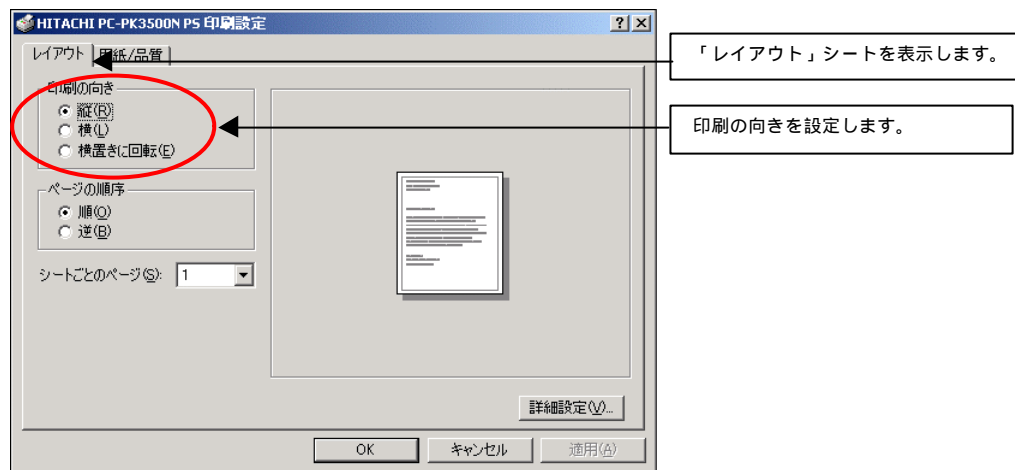 HITACHI PC-PK3500N PS 印刷設定
レイアウト
用紙/品質
「レイアウト」シートを表示します。
印刷の向き
縦(R)
横(L)
横置きに回転(E)
印刷の向きを設定します。
ページの順序
順(O)
逆(B)
シートごとのページ(S): 1
詳細設定(V)...
OK
キャンセル
適用(A)